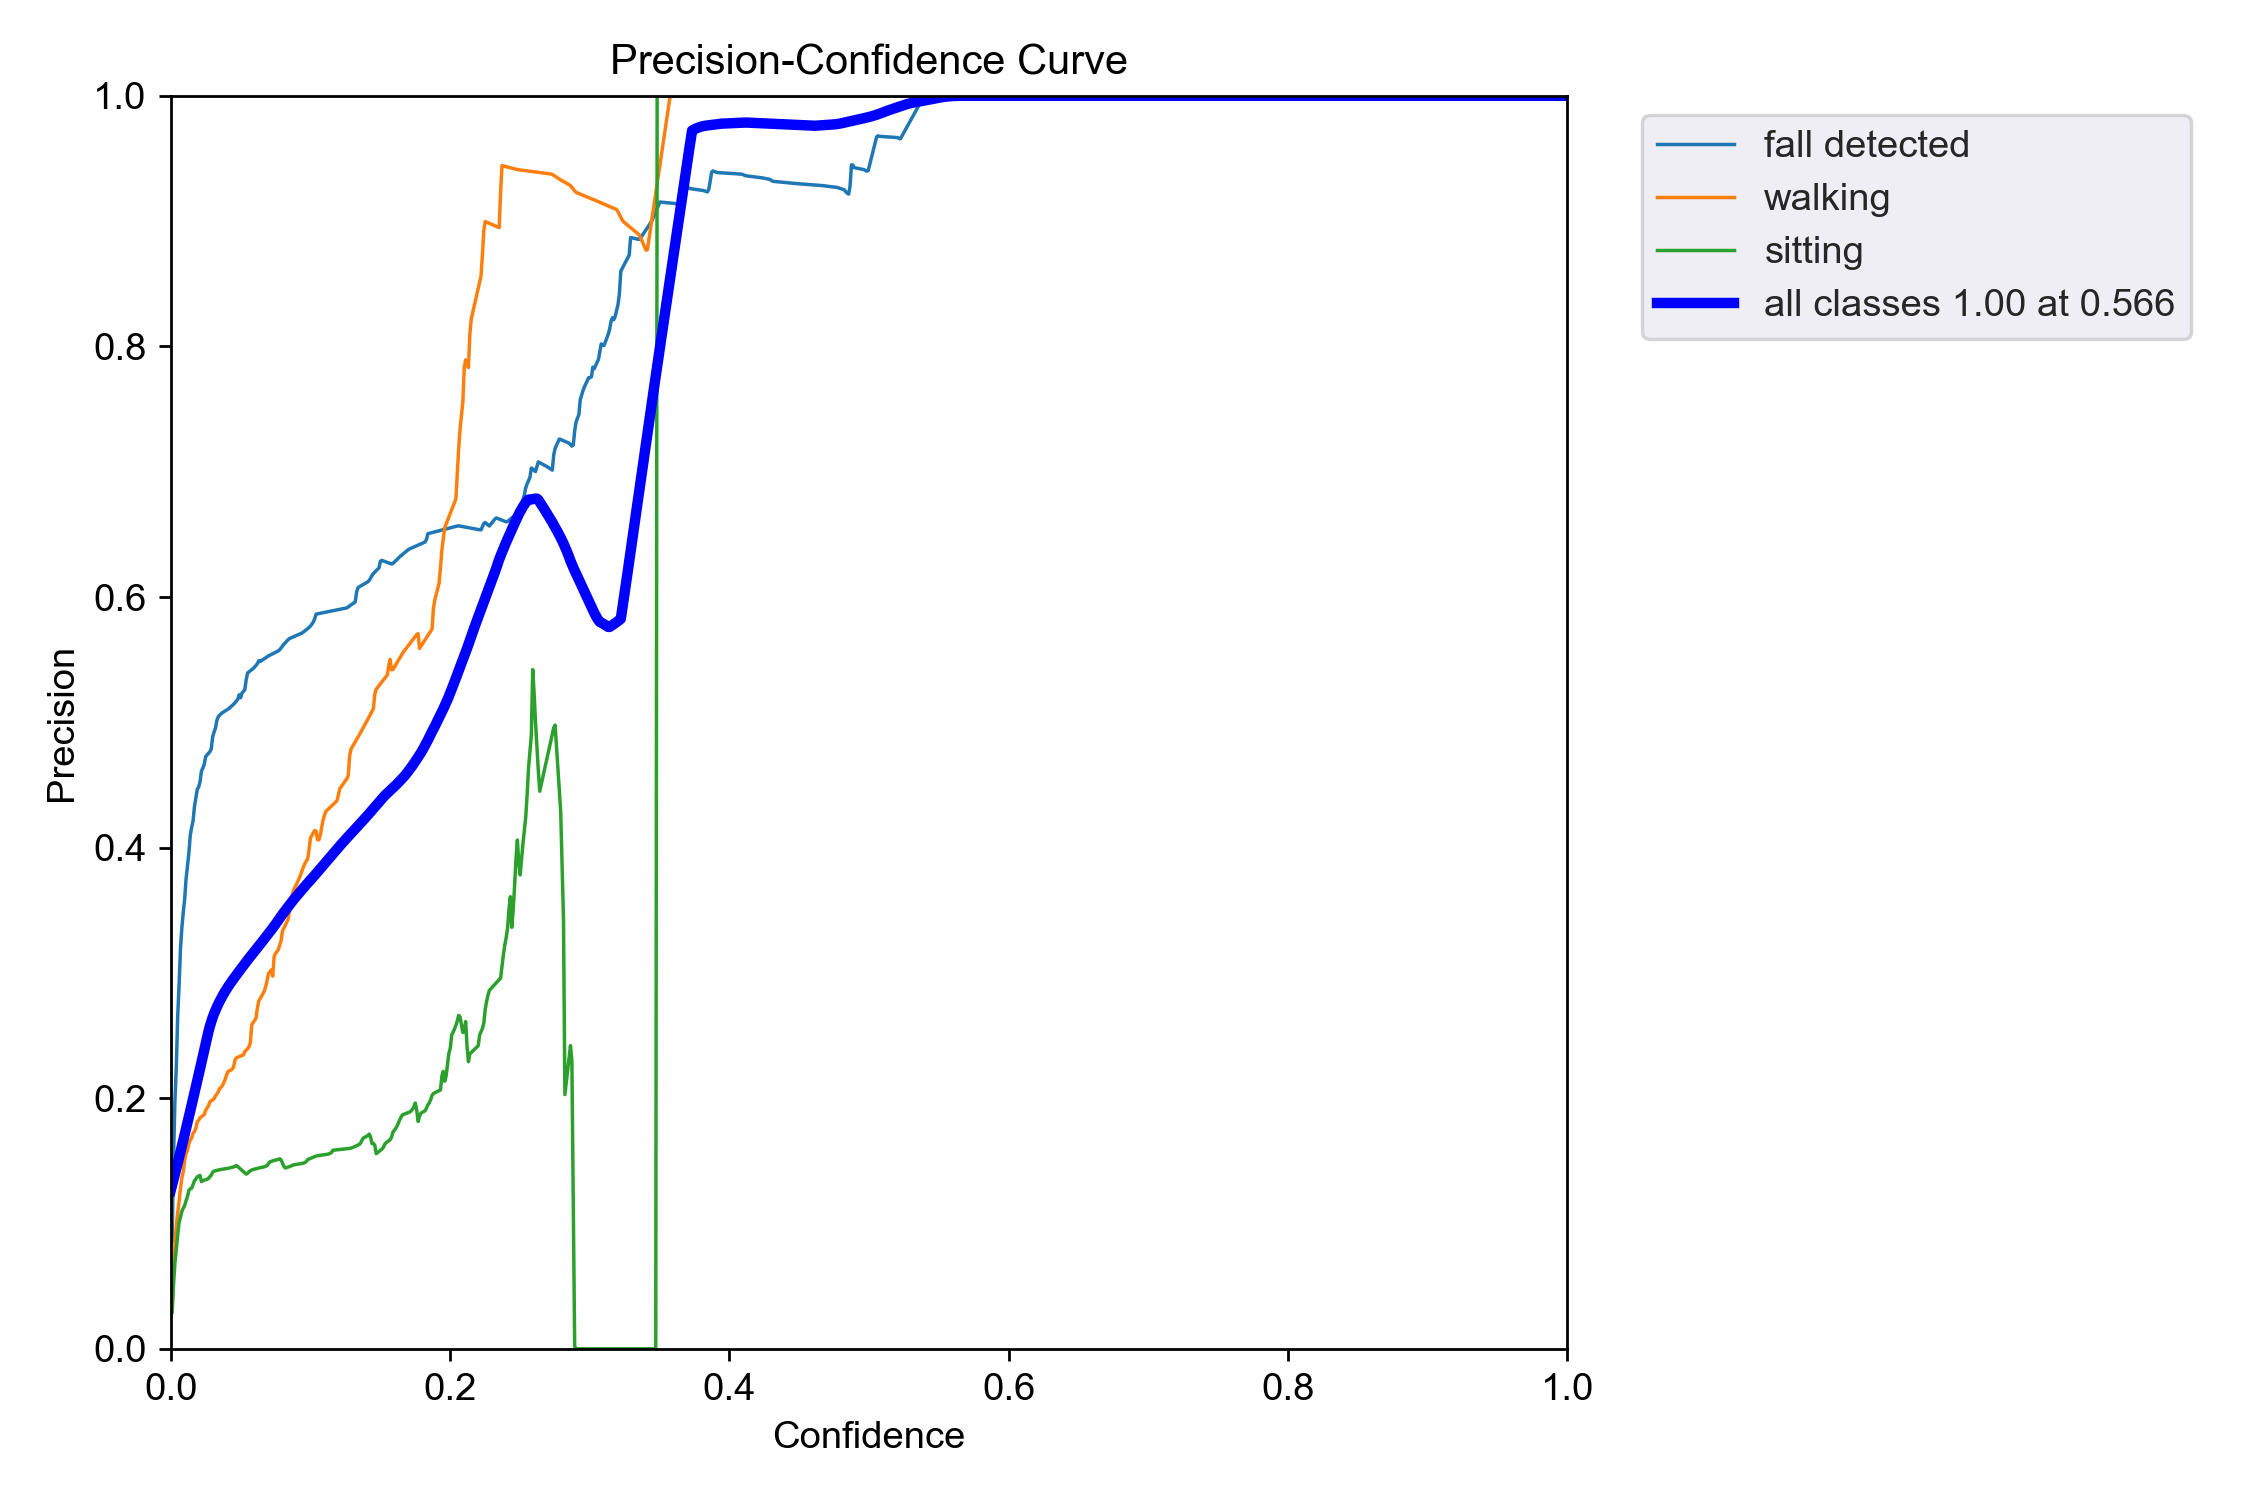 Precision-Confidence Curve
1.0
0.8
0.6
0.4
0.2
0.0
Precision
0.0 0.2 0.4 0.6 0.8 1.0
Confidence
fall detected
walking
sitting
all classes 1.00 at 0.566